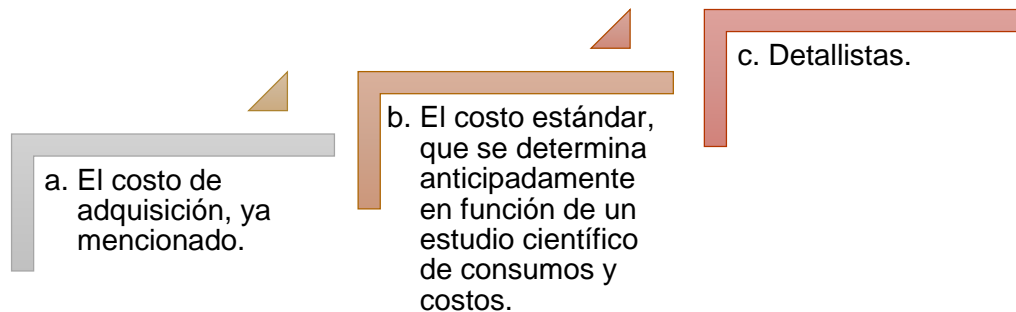 a. El costo de
adquisición, ya
mencionado.
b. El costo estándar,
que se determina
anticipadamente
en función de un
estudio científico
de consumos y
costos.
c. Detallistas.